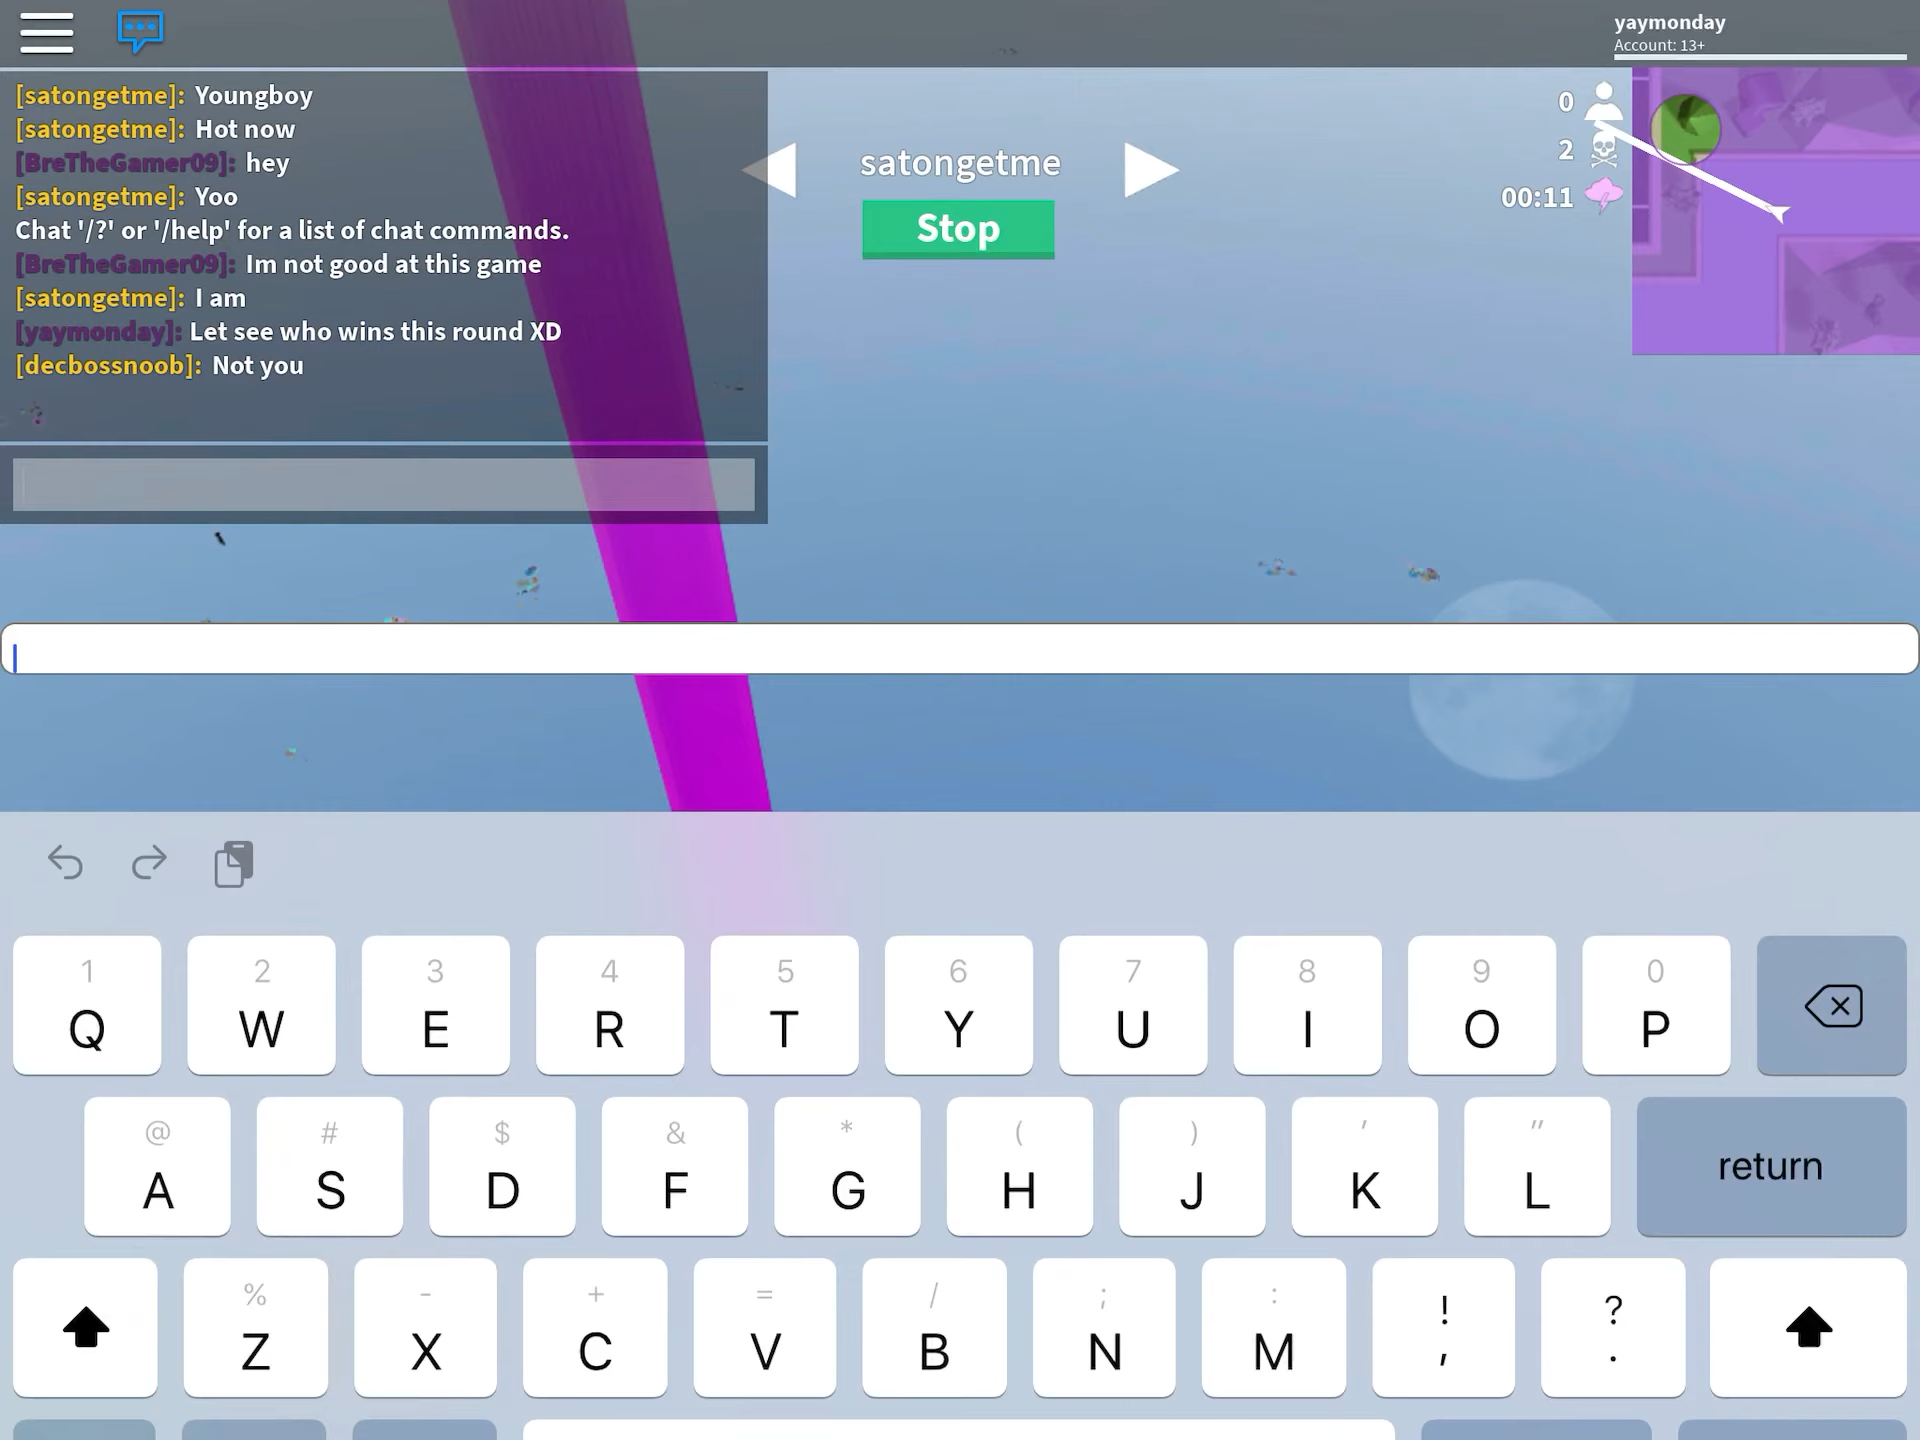 yaymonday
Account: 13+
[satongetme]: Youngboy
[satongetme]: Hot now
[BreTheGamer09]: hey
[satongetme]: Yoo
Chat '/?' or '/help' for a list of chat commands.
[BreTheGamer09]: Im not good at this game
[satongetme]: I am
[yaymonday]: Let see who wins this round XD
[decbossnoob]: Not you
satongetme
Stop
0
2
00:11
1 2 3 4 5 6 7 8 9 0
Q W E R T Y U I O P
@ # $ & * ( ) ' "
A S D F G H J K L return
% - + = / ; : ! ?
Z X C V B N M , .